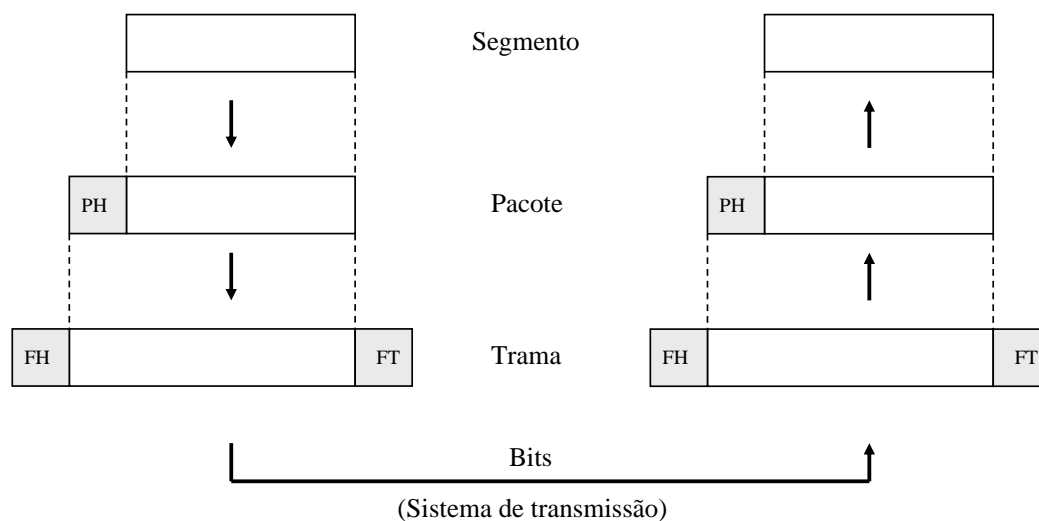 Segmento
PH
Pacote
PH
FH
FT
Trama
FH
FT
Bits
(Sistema de transmissão)